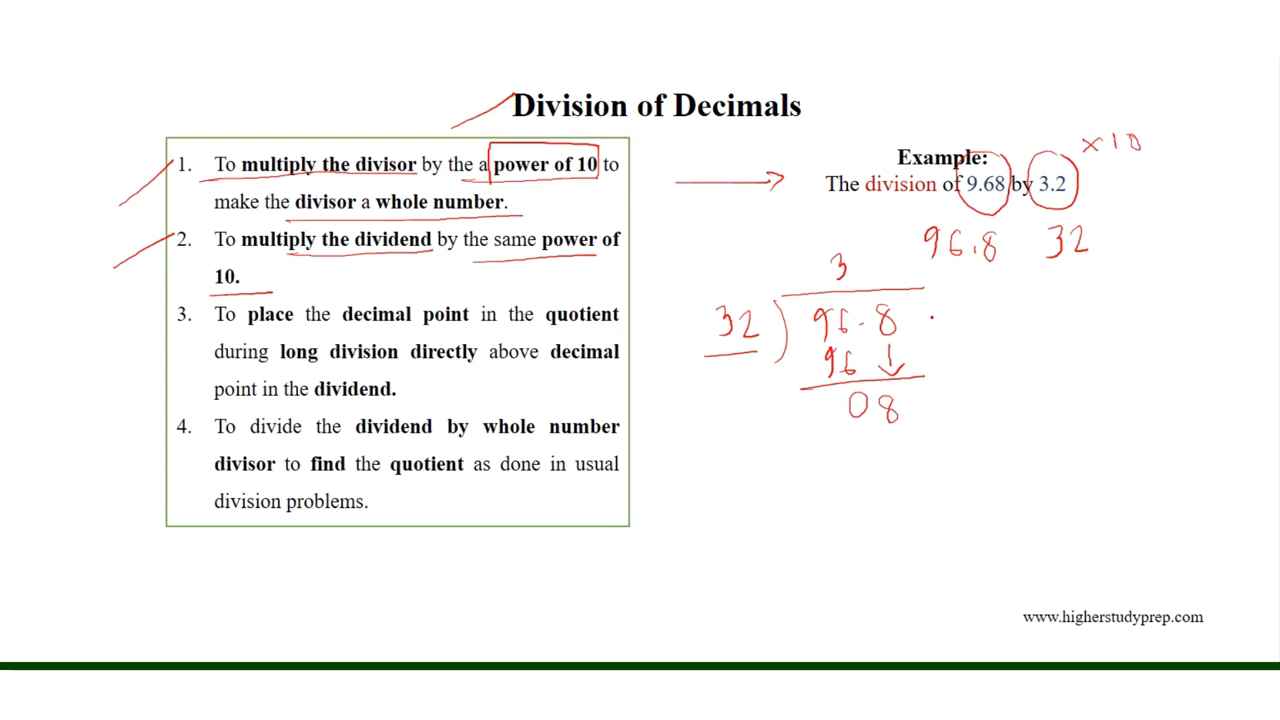 Division of Decimals
1. To multiply the divisor by the a power of 10 to
make the divisor a whole number.
2. To multiply the dividend by the same power of
10.
3. To place the decimal point in the quotient
during long division directly above decimal
point in the dividend.
4. To divide the dividend by whole number
divisor to find the quotient as done in usual
division problems.
Example:
×10
The division of 9.68 by 3.2
96.8 32
3
32 ) 96.8
96
08
www.higherstudyprep.com